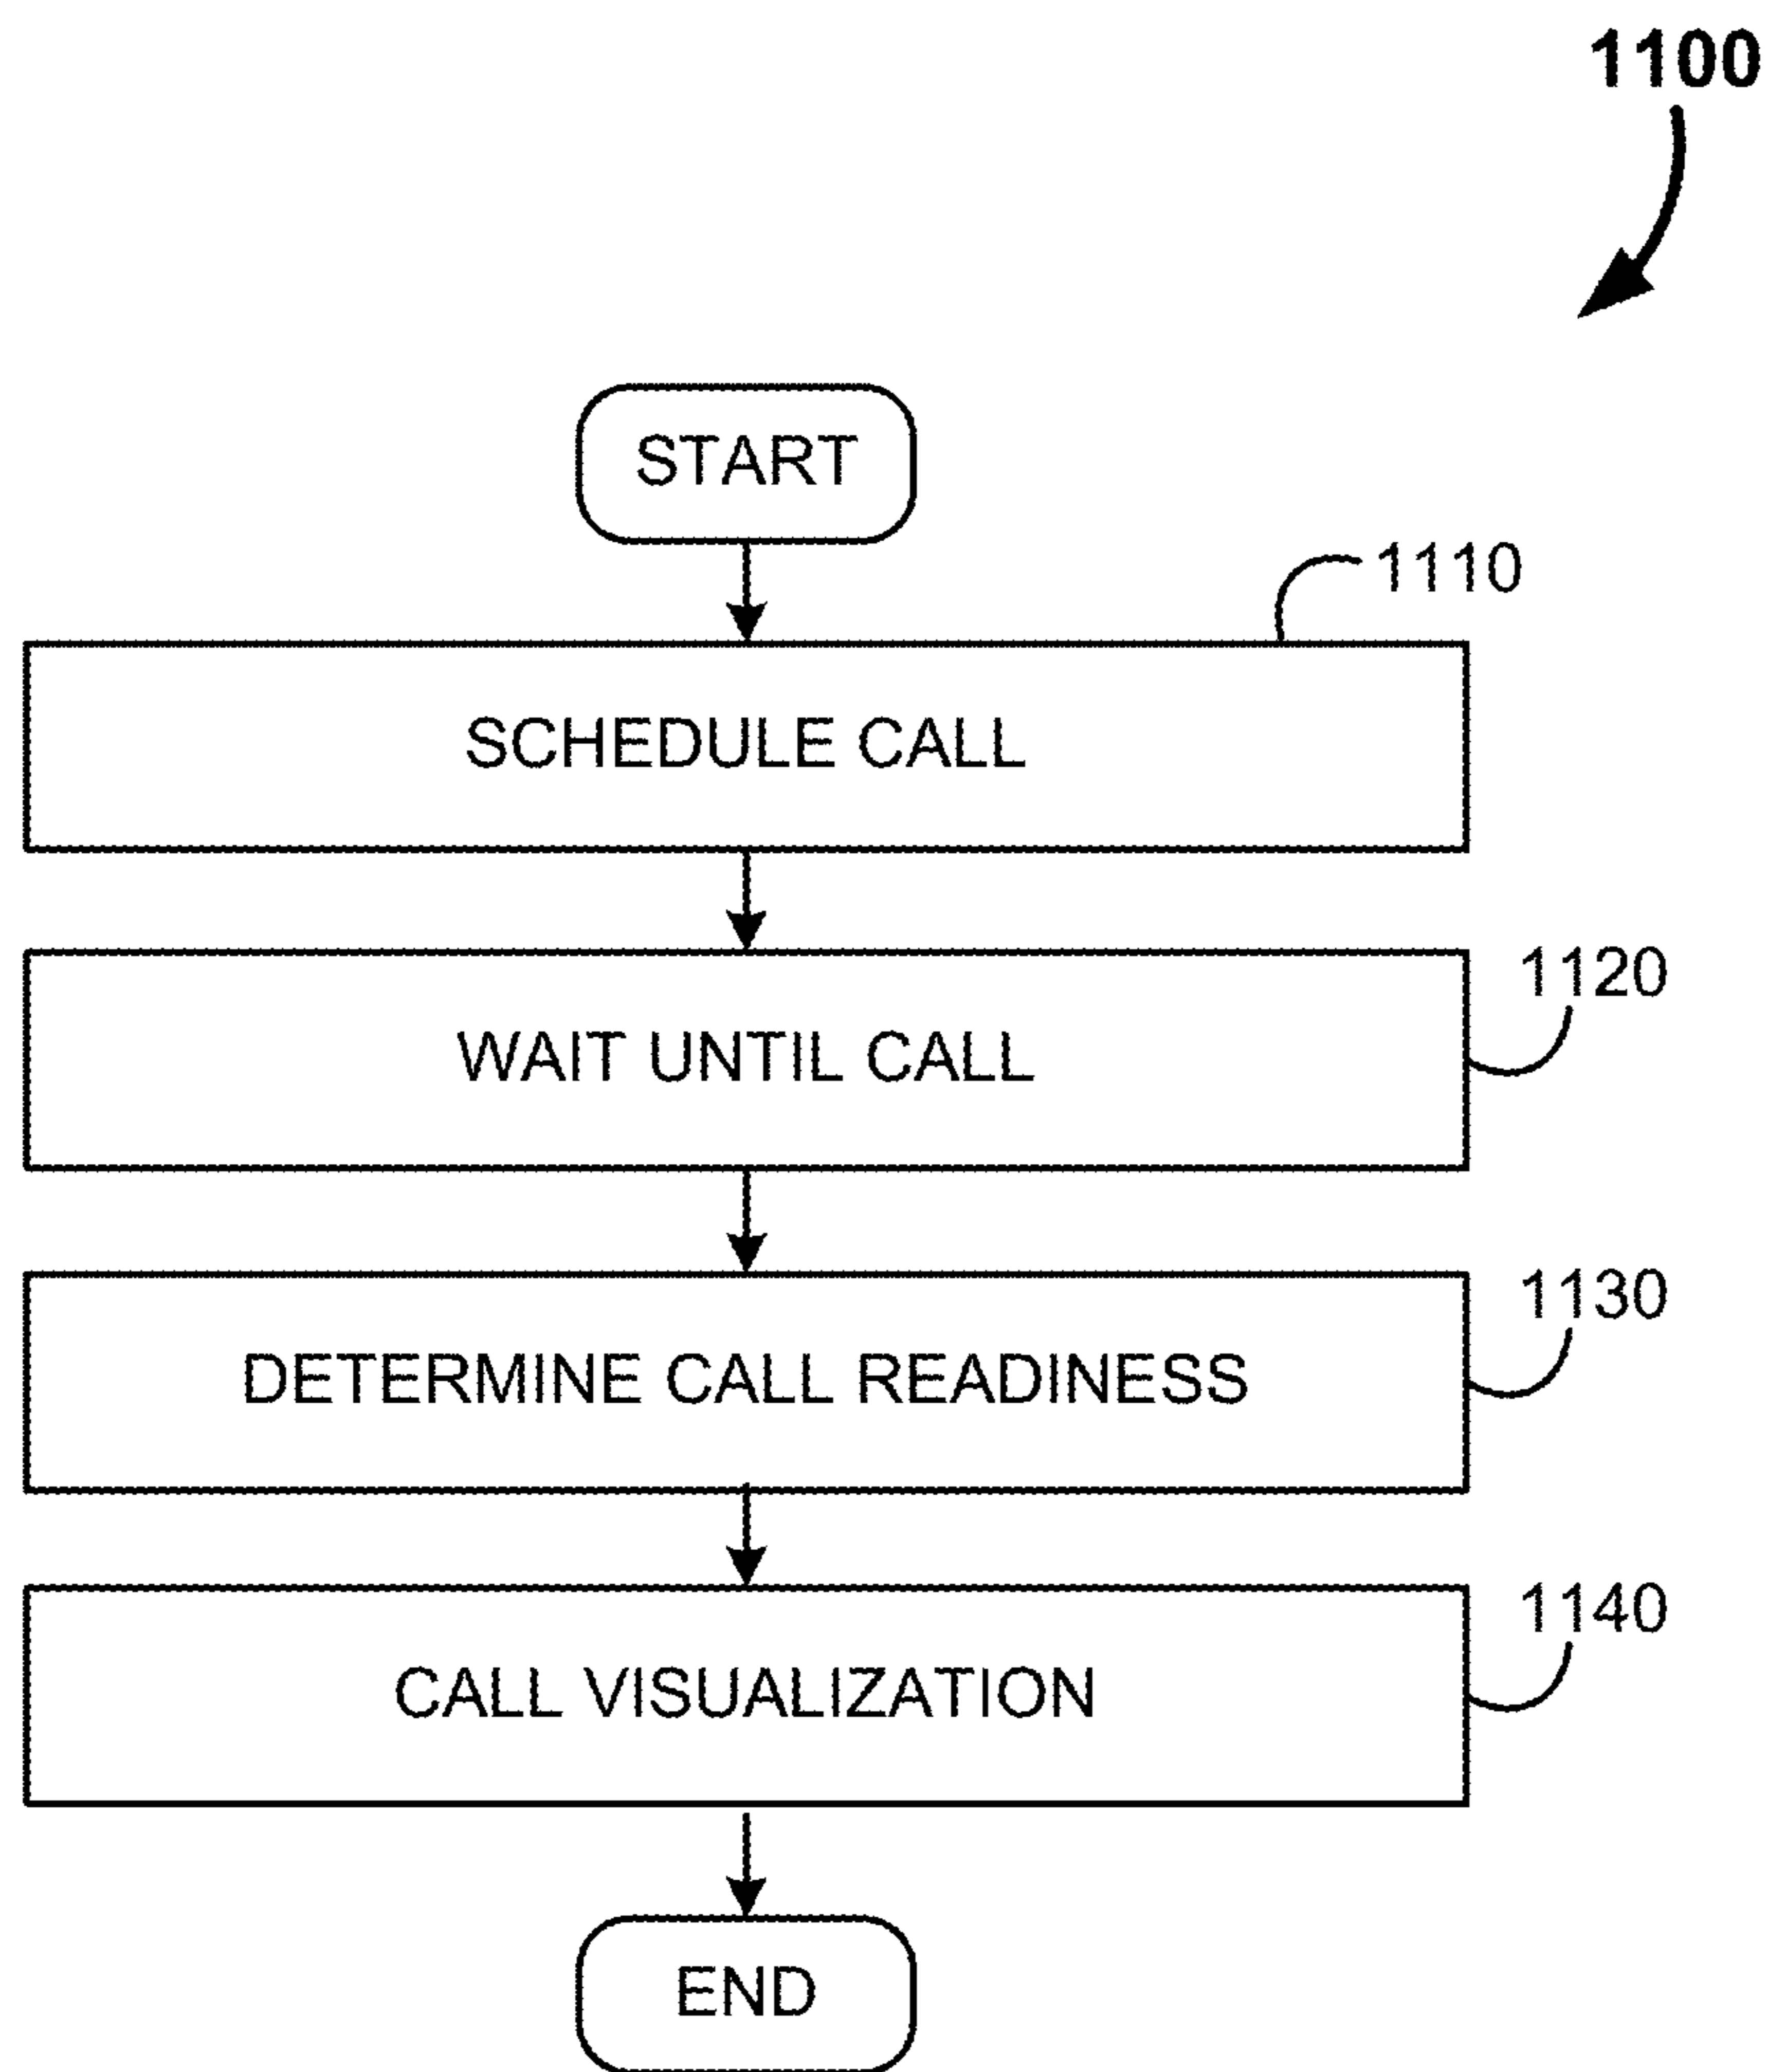 1100
START
1110
SCHEDULE CALL
1120
WAIT UNTIL CALL
1130
DETERMINE CALL READINESS
1140
CALL VISUALIZATION
END